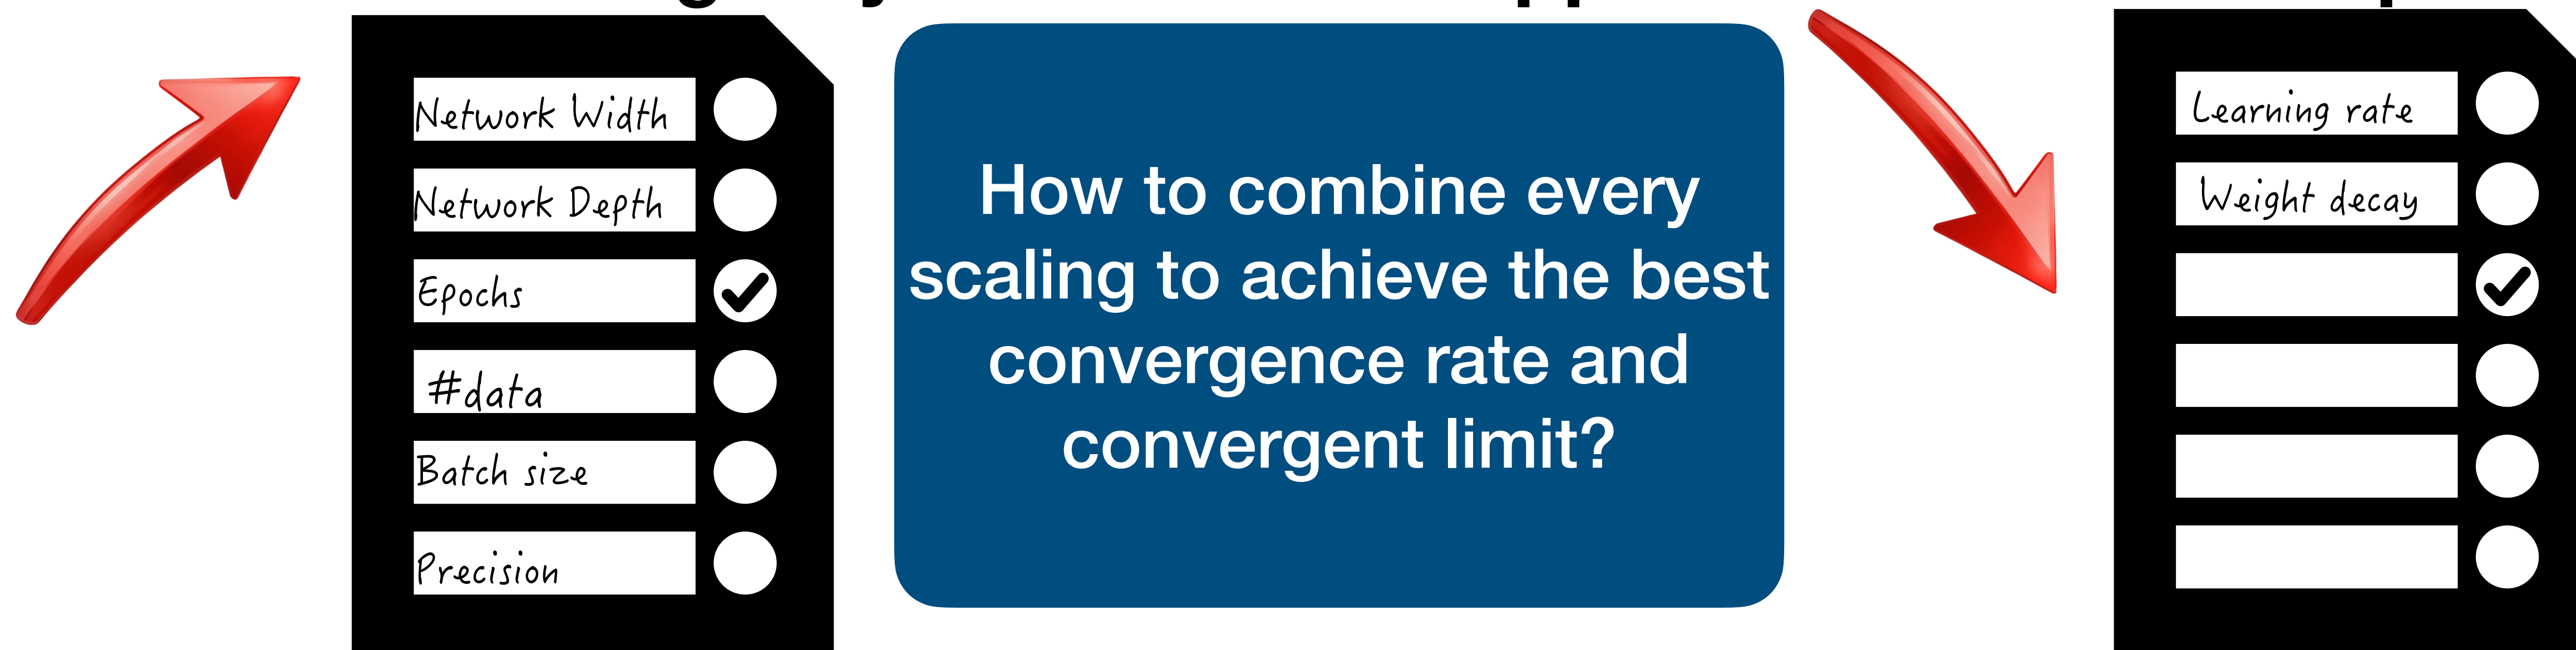 Network Width
Network Depth
Epochs
#data
Batch size
Precision
How to combine every
scaling to achieve the best
convergence rate and
convergent limit?
Learning rate
Weight decay